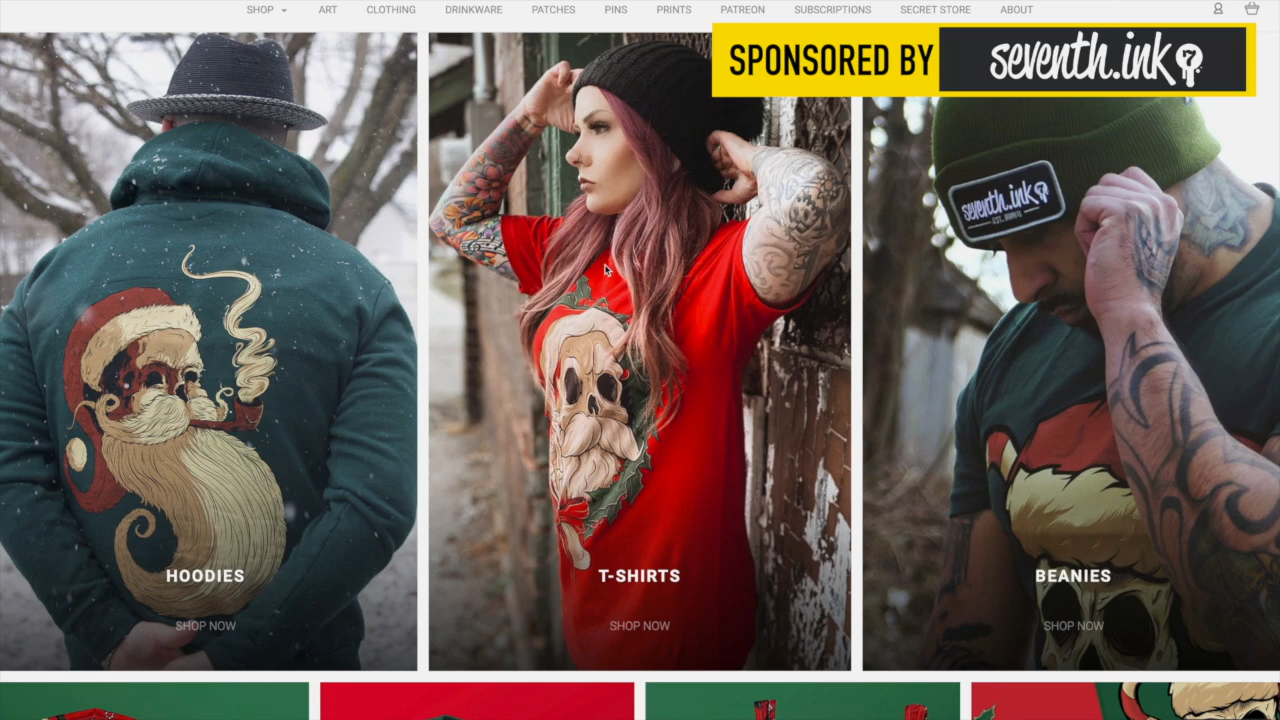 SHOP ART CLOTHING DRINKWARE PATCHES PINS PRINTS PATREON SUBSCRIPTIONS SECRET STORE ABOUT
SPONSORED BY seventh.ink
seventh.ink
HOODIES
SHOP NOW
T-SHIRTS
SHOP NOW
BEANIES
SHOP NOW